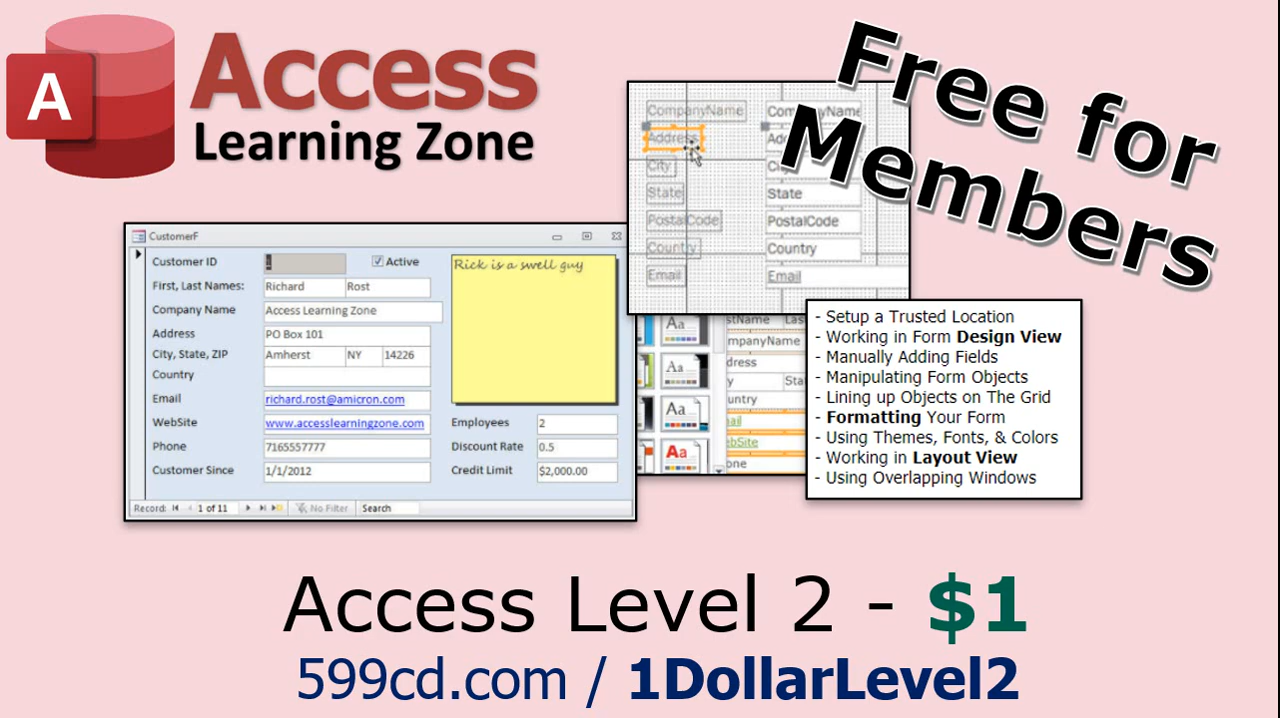 A
Access
Learning Zone
Free for
Members
CompanyName CompanyName
Address
City
State State
PostalCode PostalCode
Country Country
Email Email
CustomerF
Customer ID Active
First, Last Names: Richard Rost
Company Name Access Learning Zone
Address PO Box 101
City, State, ZIP Amherst NY 14226
Country
Email richard.rost@amicron.com
WebSite www.accesslearningzone.com
Phone 7165557777
Customer Since 1/1/2012
Rick is a swell guy
Employees 2
Discount Rate 0.5
Credit Limit $2,000.00
Record: 1 of 11 No Filter Search
Aa
Aa
Aa
Aa
- Setup a Trusted Location
- Working in Form Design View
- Manually Adding Fields
- Manipulating Form Objects
- Lining up Objects on The Grid
- Formatting Your Form
- Using Themes, Fonts, & Colors
- Working in Layout View
- Using Overlapping Windows
Access Level 2 - $1
599cd.com / 1DollarLevel2